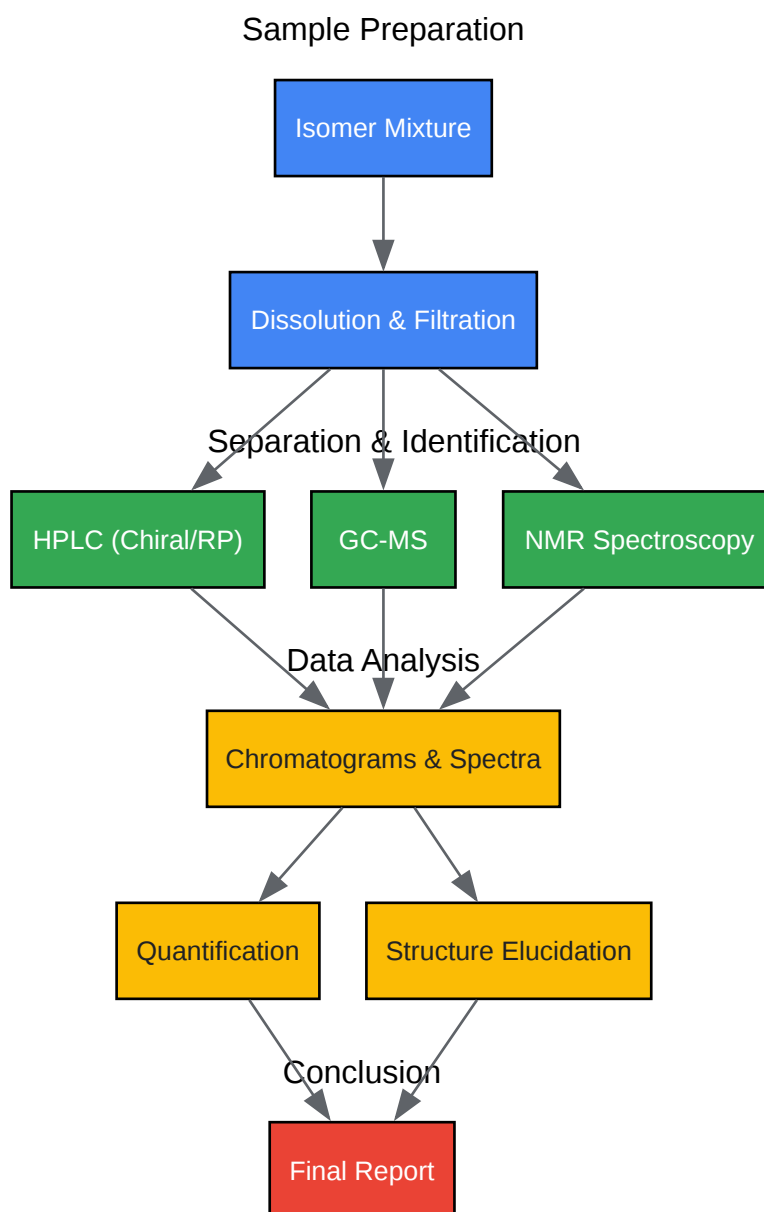 Sample Preparation
Isomer Mixture
Dissolution & Filtration
Separation & Identification
HPLC (Chiral/RP)
GC-MS
NMR Spectroscopy
Data Analysis
Chromatograms & Spectra
Quantification
Structure Elucidation
Conclusion
Final Report